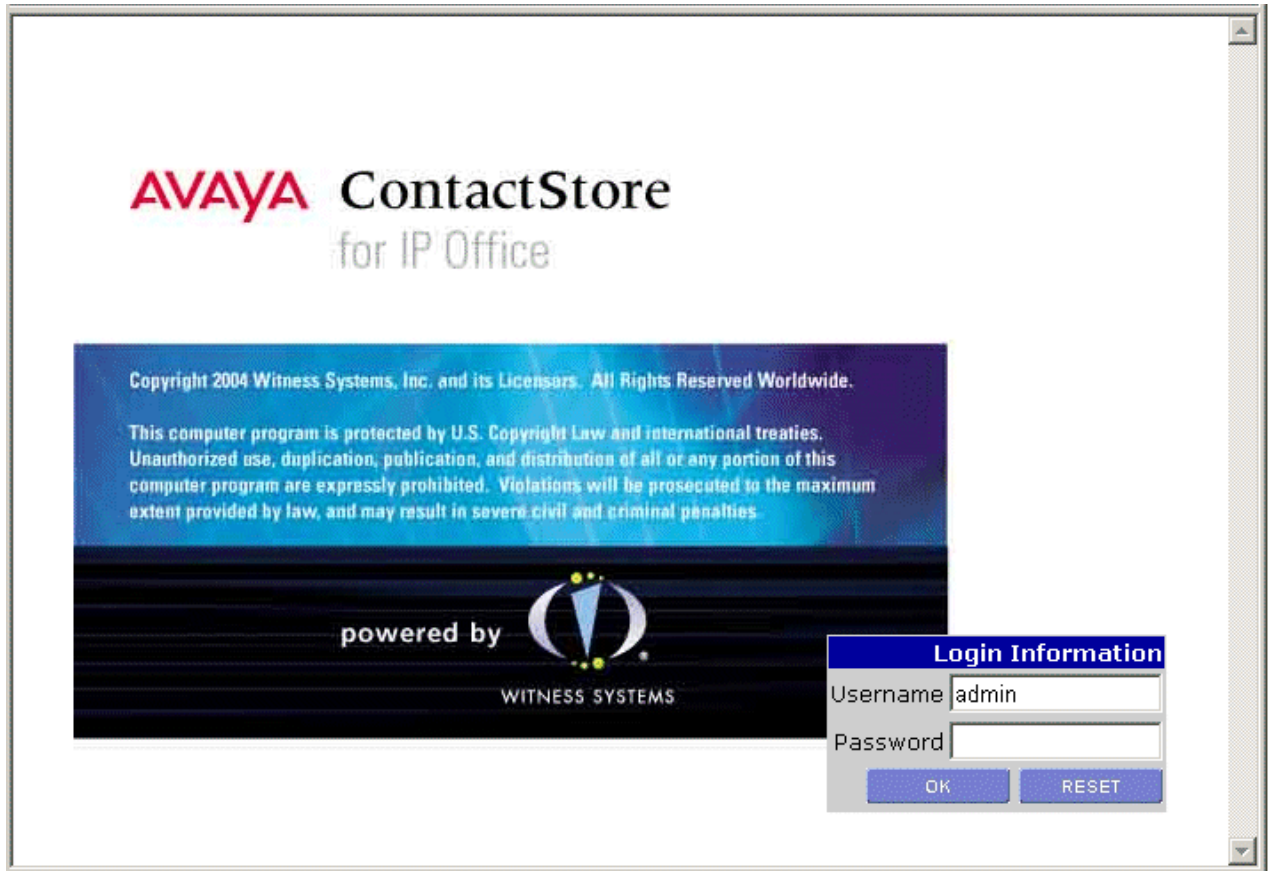 AVAYA ContactStore
for IP Office
Copyright 2004 Witness Systems, Inc. and its Licensors. All Rights Reserved Worldwide.
This computer program is protected by U.S. Copyright Law and international treaties.
Unauthorized use, duplication, publication, and distribution of all or any portion of this
computer program are expressly prohibited. Violations will be prosecuted to the maximum
extent provided by law, and may result in severe civil and criminal penalties
powered by
WITNESS SYSTEMS
Login Information
Username admin
Password
OK RESET